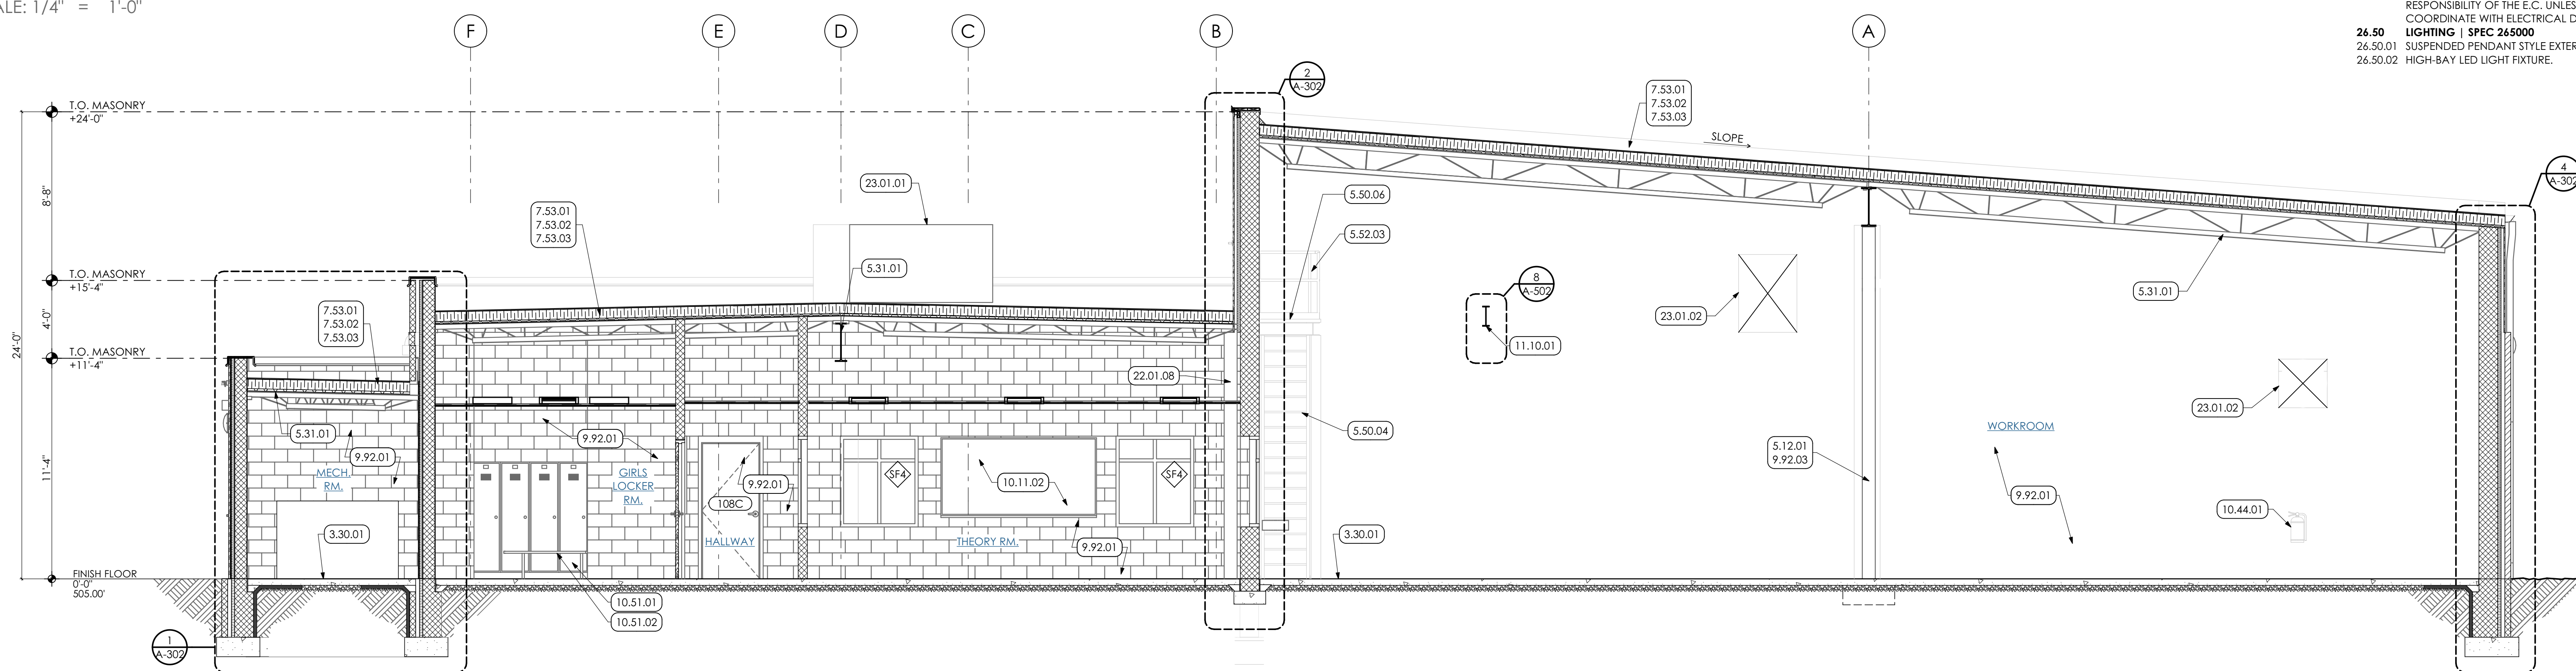 ALE: 1/4" = 1'-0"
RESPONSIBILITY OF THE E.C. UNLES
COORDINATE WITH ELECTRICAL D
26.50 LIGHTING | SPEC 265000
26.50.01 SUSPENDED PENDANT STYLE EXTER
26.50.02 HIGH-BAY LED LIGHT FIXTURE.
F
E
D
C
B
A
2
A-302
T.O. MASONRY
+24'-0"
7.53.01
7.53.02
7.53.03
SLOPE
4
A-302
23.01.01
5.50.06
8'-8"
7.53.01
7.53.02
7.53.03
5.52.03
5.31.01
T.O. MASONRY
+15'-4"
8
A-502
5.31.01
7.53.01
7.53.02
7.53.03
4'-0"
23.01.02
24'-0"
11.10.01
T.O. MASONRY
+11'-4"
22.01.08
23.01.02
5.31.01
9.92.01
5.50.04
WORKROOM
9.92.01
11'-4"
5.12.01
9.92.03
MECH.
RM.
GIRLS
LOCKER
RM.
SF4
SF4
9.92.01
10.11.02
108C
9.92.01
10.44.01
3.30.01
HALLWAY
THEORY RM.
9.92.01
3.30.01
FINISH FLOOR
0'-0"
505.00'
10.51.01
10.51.02
1
A-302